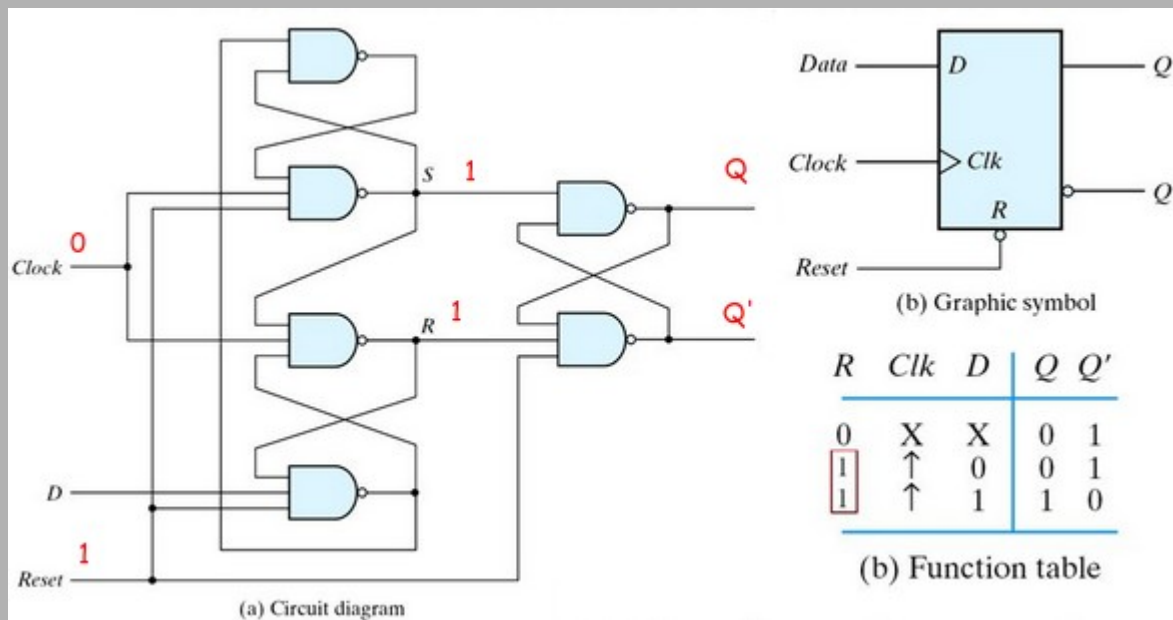 S 1
Q
0
Clock
R 1
Q'
D
1
Reset
(a) Circuit diagram
Data D Q
Clock Clk Q
R
Reset
(b) Graphic symbol
R Clk D Q Q′
0 X X 0 1
1 ↑ 0 0 1
1 ↑ 1 1 0
(b) Function table